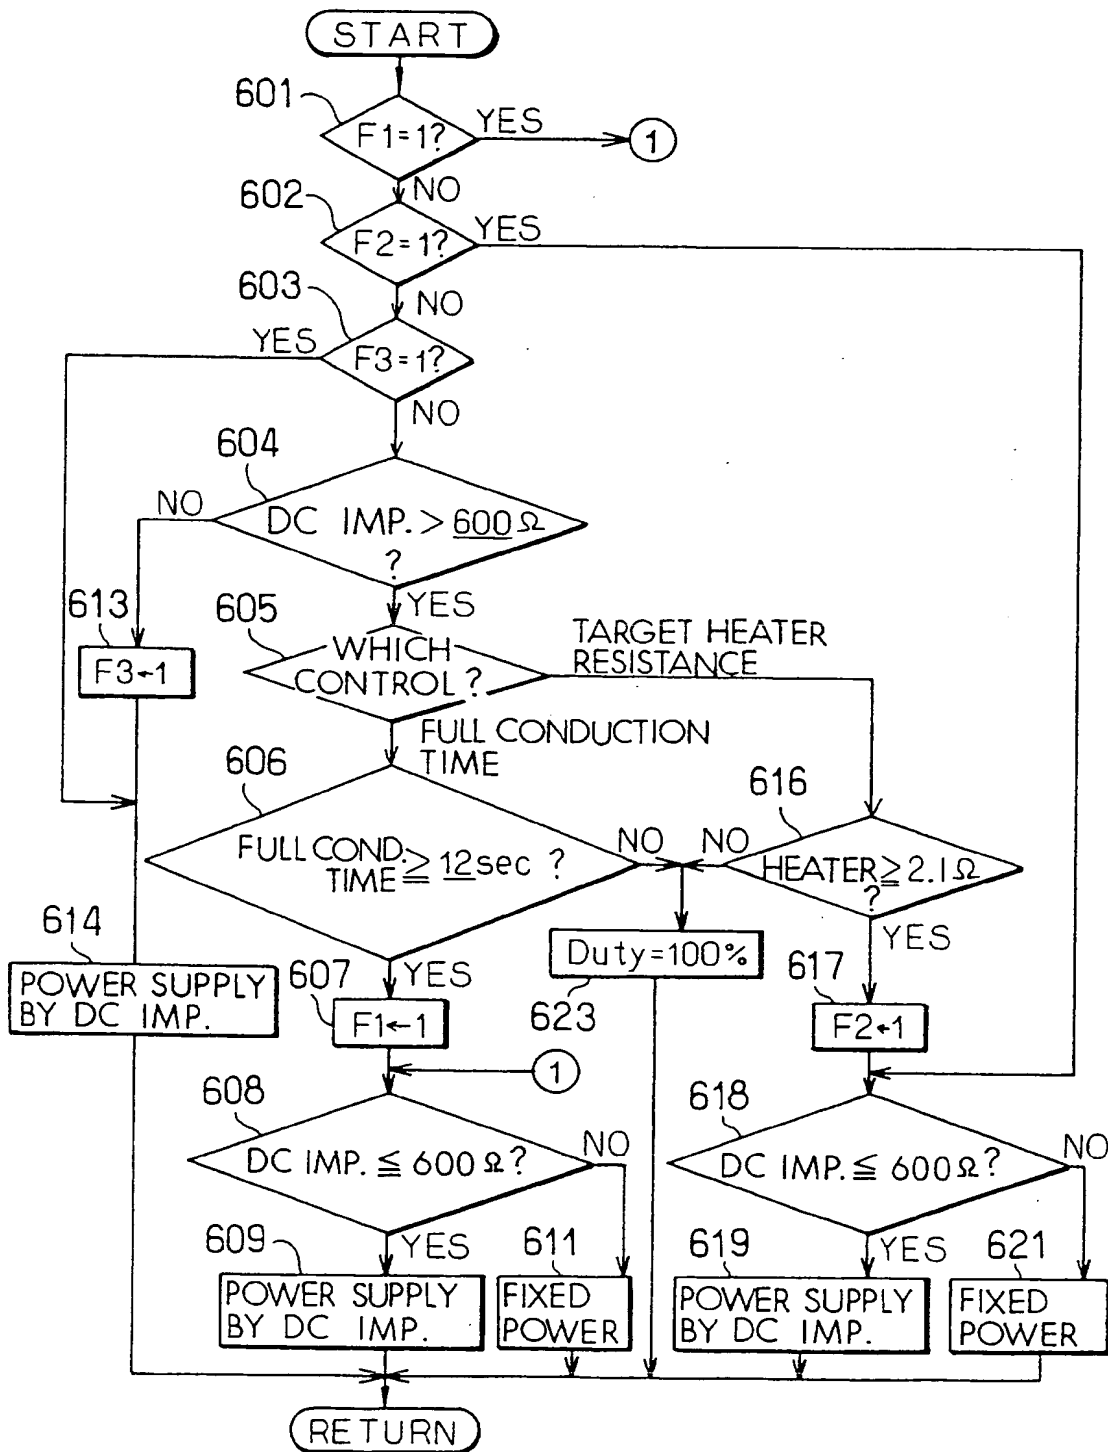 START
601
F1=1?
YES
1
NO
602
F2=1?
YES
NO
603
YES
F3=1?
NO
604
NO
DC IMP. > 600 Ω
?
YES
613
F3←1
605
WHICH
CONTROL ?
TARGET HEATER
RESISTANCE
FULL CONDUCTION
TIME
606
FULL COND.
TIME ≧ 12sec ?
NO
616
NO
HEATER ≧ 2.1Ω
?
YES
614
POWER SUPPLY
BY DC IMP.
YES
607
F1←1
Duty=100%
623
617
F2←1
1
608
DC IMP. ≦ 600Ω?
NO
YES
618
DC IMP. ≦ 600Ω?
NO
YES
609
POWER SUPPLY
BY DC IMP.
611
FIXED
POWER
619
POWER SUPPLY
BY DC IMP.
621
FIXED
POWER
RETURN